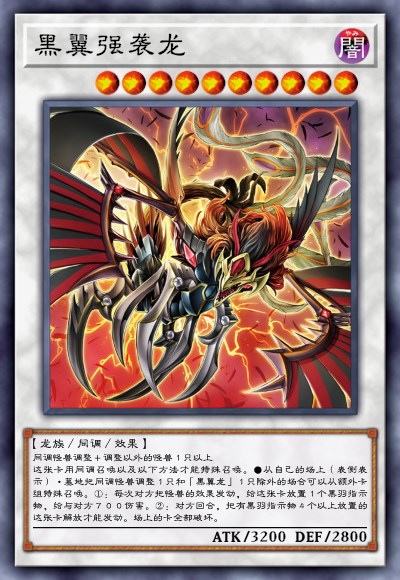 黑翼强袭龙
やみ
闇
【龙族／同调／效果】
同调怪兽调整＋调整以外的怪兽１只以上
这张卡用同调召唤以及以下方法才能特殊召唤。●从自己的场上（表侧表
示）・墓地把同调怪兽调整１只和「黑翼龙」１只除外的场合可以从额外卡
组特殊召唤。①：每次对方把怪兽的效果发动，给这张卡放置１个黑羽指示
物，给与对方７００伤害。②：对方回合，把有黑羽指示物４个以上放置的
这张卡解放才能发动。场上的卡全部破坏。
ATK/3200 DEF/2800